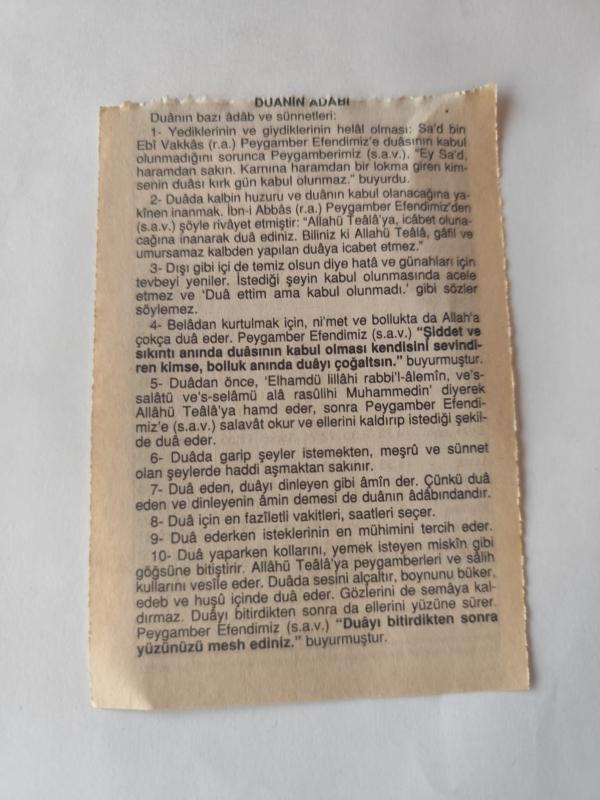 DUÂNIN ÂDÂBI
Duânın bazı âdâb ve sünnetleri:
1- Yediklerinin ve giydiklerinin helâl olması: Sa'd bin
Ebî Vakkâs (r.a.) Peygamber Efendimiz'e duâsının kabul
olunmadığını sorunca Peygamberimiz (s.a.v.), "Ey Sa'd,
haramdan sakın. Karnına haramdan bir lokma giren kim-
senin duâsı kırk gün kabul olunmaz." buyurdu.
2- Duâda kalbin huzuru ve duânın kabul olunacağına ya-
kînen inanmak. İbn-i Abbâs (r.a.) Peygamber Efendimiz'den
(s.a.v.) şöyle rivâyet etmiştir: "Allahü Teâlâ'ya, icâbet oluna-
cağına inanarak duâ ediniz. Biliniz ki Allahü Teâlâ, gâfil ve
umursamaz kalbden yapılan duâya icabet etmez."
3- Dışı gibi içi de temiz olsun diye hatâ ve günahları için
tevbeyi yeniler. İstediği şeyin kabul olunmasında acele
etmez ve 'Duâ ettim ama kabul olunmadı.' gibi sözler
söylemez.
4- Belâdan kurtulmak için, ni'met ve bollukta da Allah'a
çokça duâ eder. Peygamber Efendimiz (s.a.v.) "Şiddet ve
sıkıntı anında duâsının kabul olması kendisini sevindi-
ren kimse, bolluk anında duâyı çoğaltsın." buyurmuştur.
5- Duâdan önce, 'Elhamdü lillâhi rabbi'l-âlemîn, ve's-
salâtü ve's-selâmü alâ rasûlihi Muhammedin' diyerek
Allâhü Teâlâ'ya hamd eder, sonra Peygamber Efendi-
miz'e (s.a.v.) salavât okur ve ellerini kaldırıp istediği şekil-
de duâ eder.
6- Duâda garip şeyler istemekten, meşrû ve sünnet
olan şeylerde haddi aşmaktan sakınır.
7- Duâ eden, duâyı dinleyen gibi âmîn der. Çünkü duâ
eden ve dinleyenin âmin demesi de duânın âdâbındandır.
8- Duâ için en fazîletli vakitleri, saatleri seçer.
9- Duâ ederken isteklerinin en mühimini tercih eder.
10- Duâ yaparken kollarını, yemek isteyen miskîn gibi
göğsüne bitiştirir. Allâhü Teâlâ'ya peygamberleri ve sâlih
kullarını vesîle eder. Duâda sesini alçaltır, boynunu büker,
edeb ve huşû içinde duâ eder. Gözlerini de semâya kal-
dırmaz. Duâyı bitirdikten sonra da ellerini yüzüne sürer.
Peygamber Efendimiz (s.a.v.) "Duâyı bitirdikten sonra
yüzünüzü mesh ediniz." buyurmuştur.